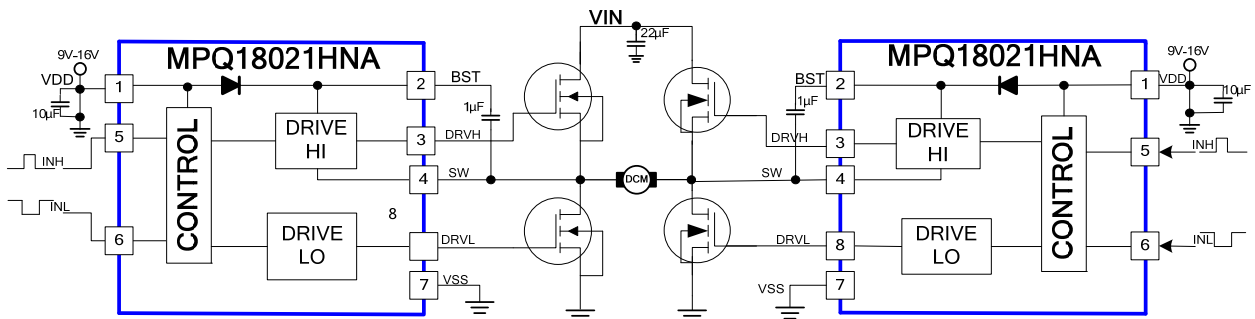 VIN
22µF
MPQ18021HNA
9V-16V
VDD
10µF
1
2
BST
1µF
5
INH
CONTROL
DRIVE
HI
3
DRVH
4
SW
INL
6
8
DRIVE
LO
DRVL
7
VSS
DCM
MPQ18021HNA
9V-16V
VDD
10µF
BST
2
1
1µF
DRVH
3
DRIVE
HI
CONTROL
5
INH
SW
4
DRVL
8
DRIVE
LO
6
INL
VSS
7